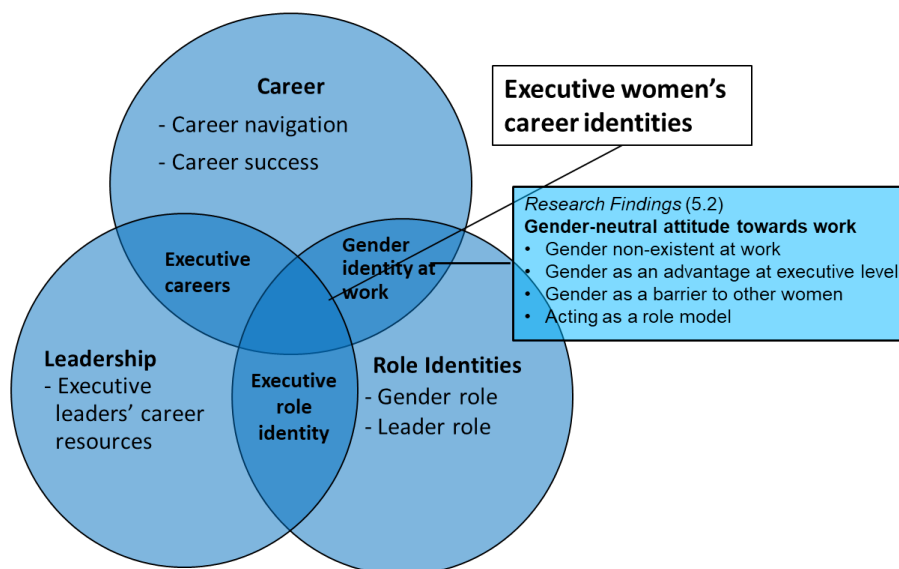 Career
- Career navigation
- Career success
Executive women’s
career identities
Research Findings (5.2)
Gender-neutral attitude towards work
• Gender non-existent at work
• Gender as an advantage at executive level
• Gender as a barrier to other women
• Acting as a role model
Executive
careers
Gender
identity at
work
Leadership
- Executive
leaders’ career
resources
Executive
role
identity
Role Identities
- Gender role
- Leader role